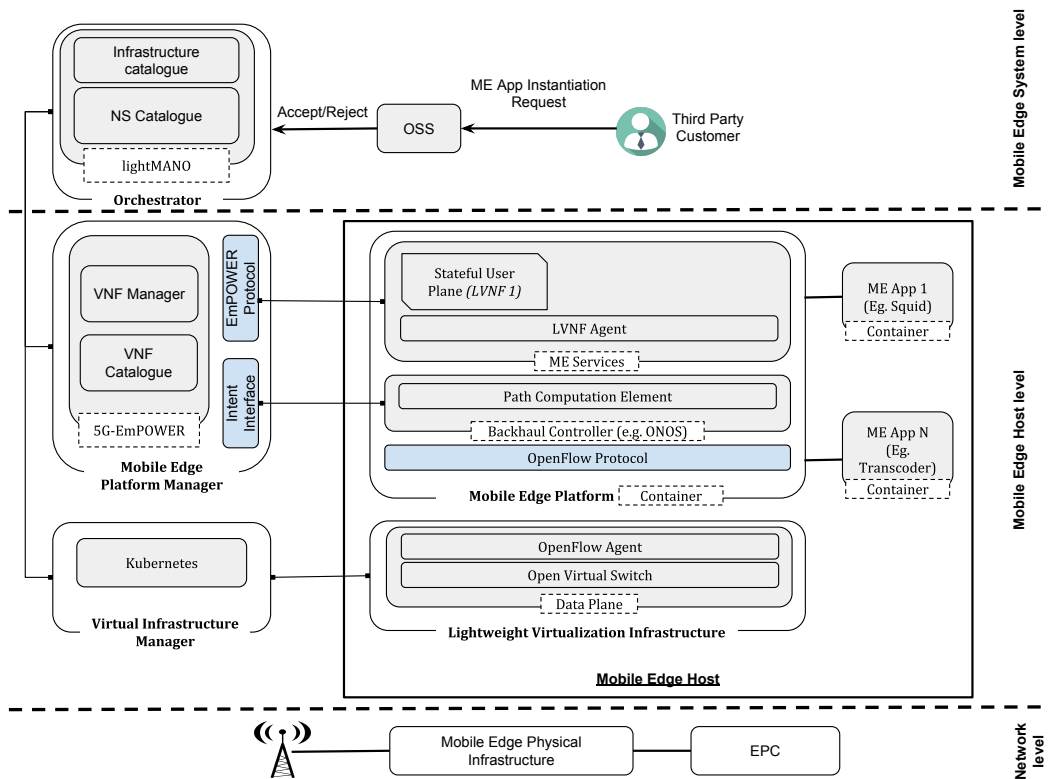 Infrastructure
catalogue
NS Catalogue
lightMANO
Orchestrator
Accept/Reject
OSS
ME App Instantiation
Request
Third Party
Customer
Mobile Edge System level
VNF Manager
VNF
Catalogue
5G-EmPOWER
EmPOWER
Protocol
Intent
Interface
Mobile Edge
Platform Manager
Stateful User
Plane (LVNF 1)
LVNF Agent
ME Services
Path Computation Element
Backhaul Controller (e.g. ONOS)
OpenFlow Protocol
Mobile Edge Platform
Container
ME App 1
(Eg. Squid)
Container
ME App N
(Eg.
Transcoder)
Container
Mobile Edge Host level
Kubernetes
Virtual Infrastructure
Manager
OpenFlow Agent
Open Virtual Switch
Data Plane
Lightweight Virtualization Infrastructure
Mobile Edge Host
Mobile Edge Physical
Infrastructure
EPC
Network
level